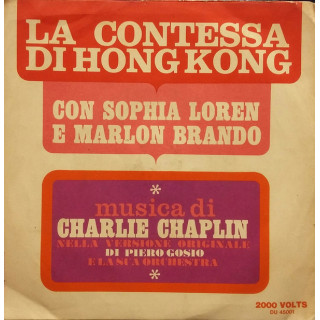 LA CONTESSA
DI HONG KONG
CON SOPHIA LOREN
E MARLON BRANDO
*
musica di
CHARLIE CHAPLIN
NELLA VERSIONE ORIGINALE
DI PIERO GOSIO
E LA SUA ORCHESTRA
*
2000 VOLTS